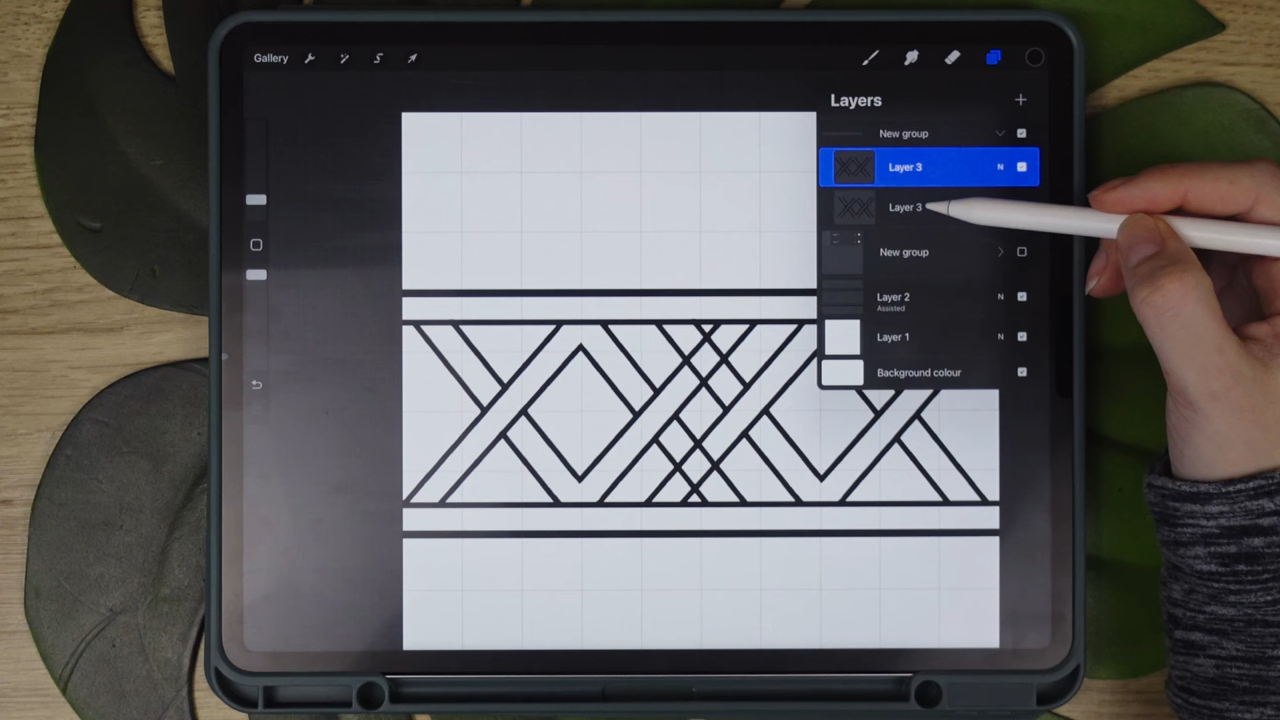 Gallery
Layers
New group
Layer 3 N
Layer 3
New group
Layer 2 N
Assisted
Layer 1 N
Background colour